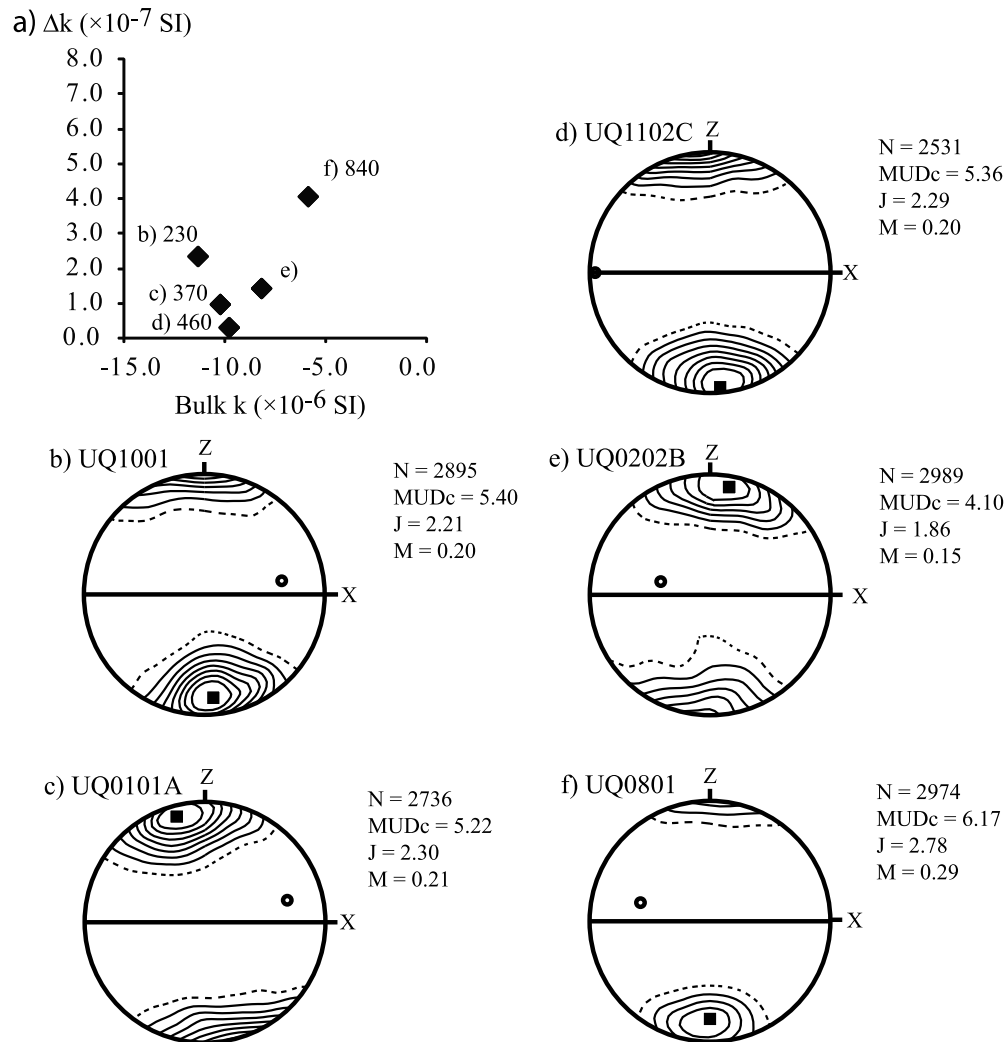 a) Δk (×10-7 SI)
8.0
7.0
6.0
5.0
4.0
3.0
2.0
1.0
0.0
f) 840
b) 230
e)
c) 370
d) 460
-15.0 -10.0 -5.0 0.0
Bulk k (×10-6 SI)
d) UQ1102C
Z
X
N = 2531
MUDc = 5.36
J = 2.29
M = 0.20
b) UQ1001
Z
X
N = 2895
MUDc = 5.40
J = 2.21
M = 0.20
e) UQ0202B
Z
X
N = 2989
MUDc = 4.10
J = 1.86
M = 0.15
c) UQ0101A
Z
X
N = 2736
MUDc = 5.22
J = 2.30
M = 0.21
f) UQ0801
Z
X
N = 2974
MUDc = 6.17
J = 2.78
M = 0.29